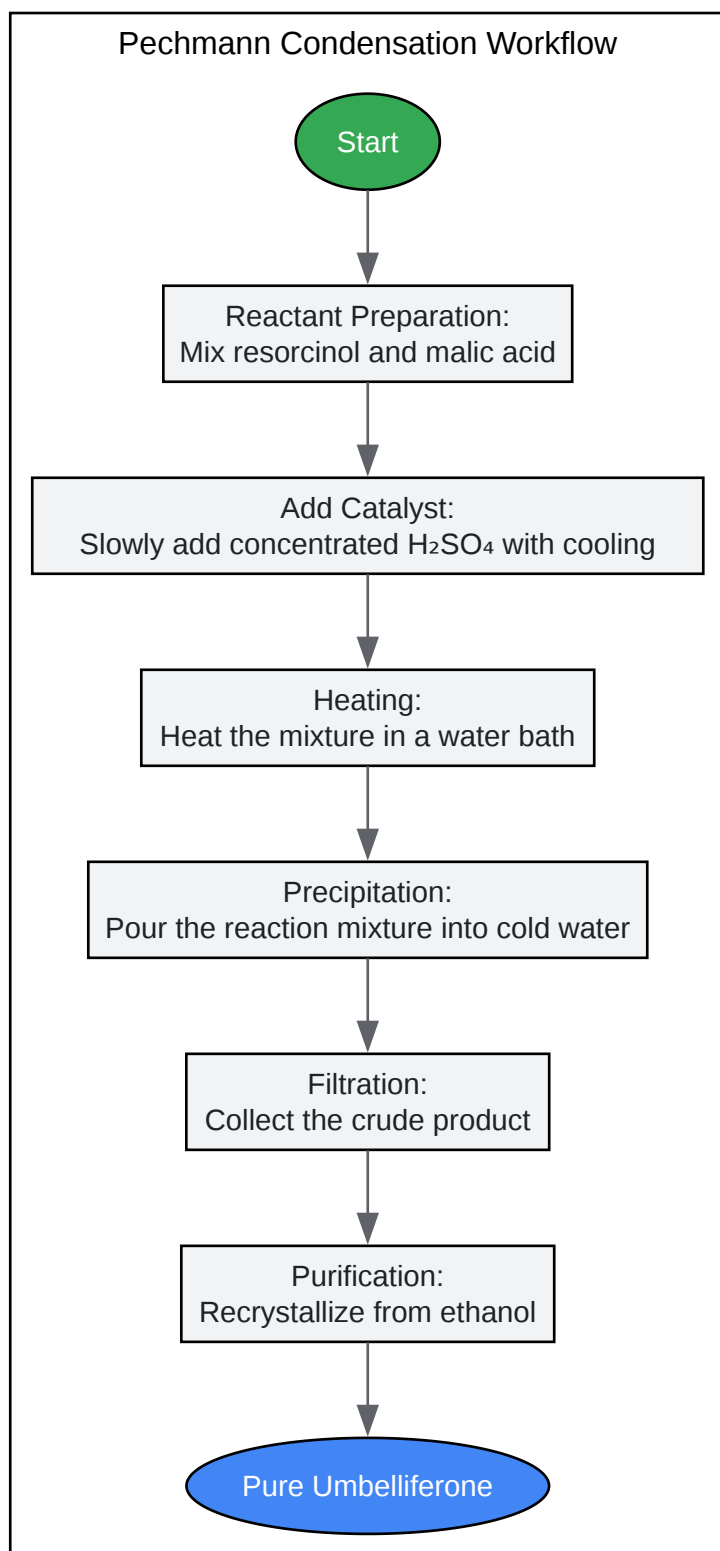 Pechmann Condensation Workflow
Start
Reactant Preparation:
Mix resorcinol and malic acid
Add Catalyst:
Slowly add concentrated H₂SO₄ with cooling
Heating:
Heat the mixture in a water bath
Precipitation:
Pour the reaction mixture into cold water
Filtration:
Collect the crude product
Purification:
Recrystallize from ethanol
Pure Umbelliferone